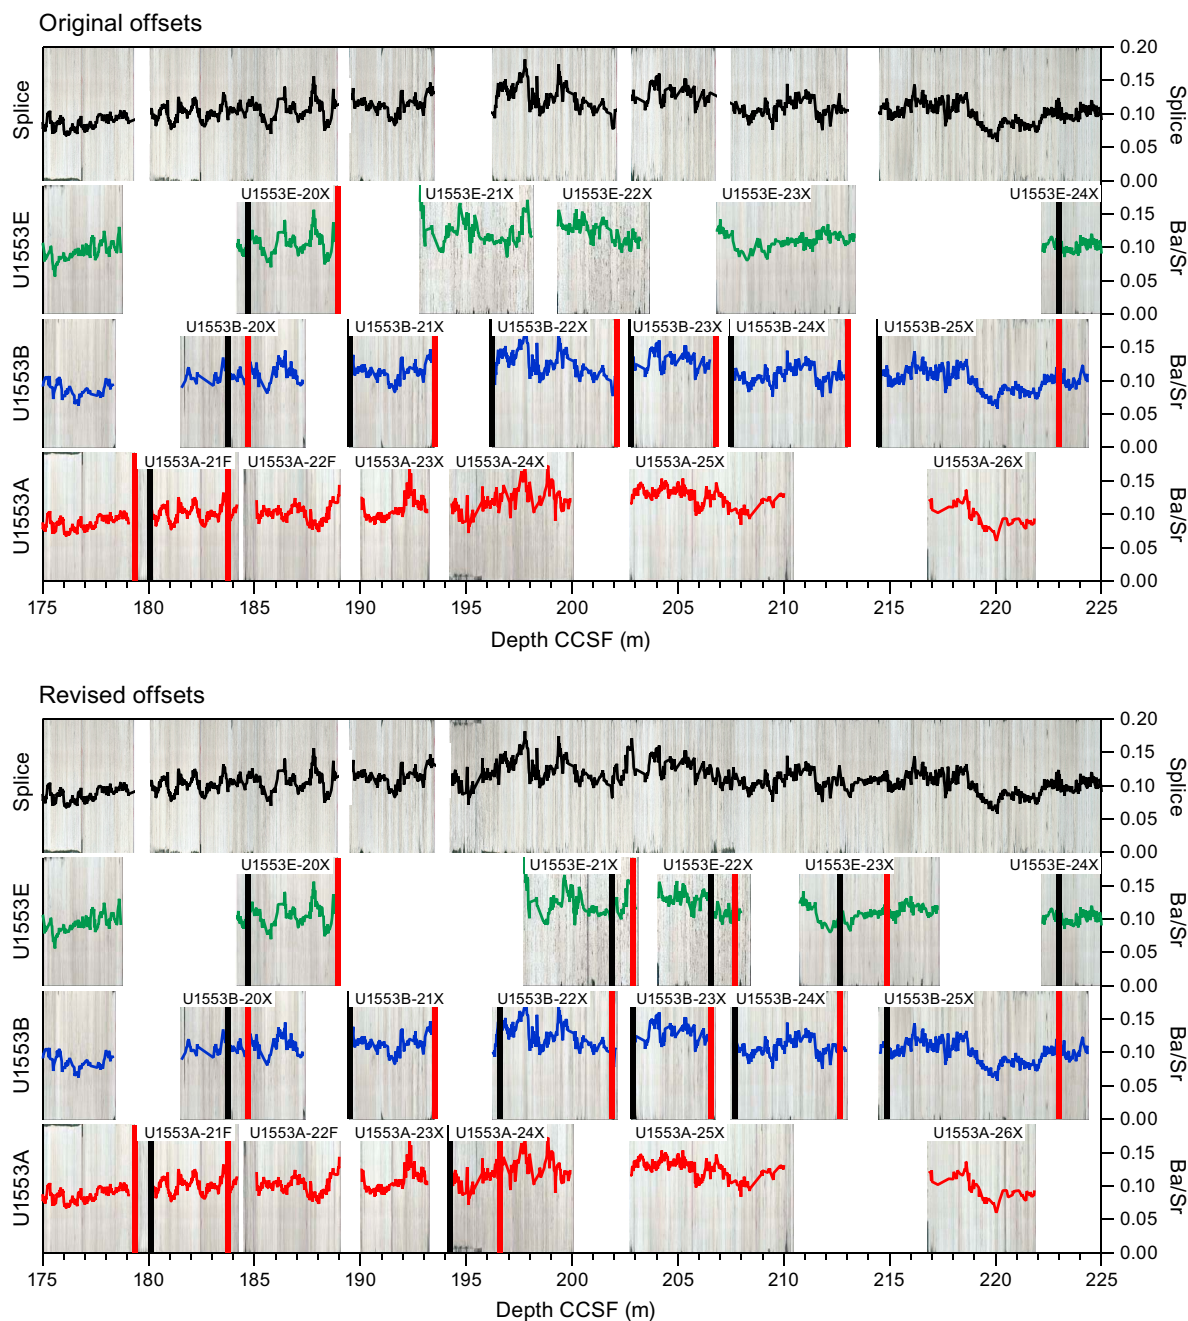 Original offsets
Splice
0.20
0.15
0.10
0.05
0.00
Splice
U1553E
U1553E-20X
U1553E-21X
U1553E-22X
U1553E-23X
U1553E-24X
0.15
0.10
0.05
0.00
Ba/Sr
U1553B
U1553B-20X
U1553B-21X
U1553B-22X
U1553B-23X
U1553B-24X
U1553B-25X
0.15
0.10
0.05
0.00
Ba/Sr
U1553A
U1553A-21F
U1553A-22F
U1553A-23X
U1553A-24X
U1553A-25X
U1553A-26X
0.15
0.10
0.05
0.00
Ba/Sr
175 180 185 190 195 200 205 210 215 220 225
Depth CCSF (m)
Revised offsets
Splice
0.20
0.15
0.10
0.05
0.00
Splice
U1553E
U1553E-20X
U1553E-21X
U1553E-22X
U1553E-23X
U1553E-24X
0.15
0.10
0.05
0.00
Ba/Sr
U1553B
U1553B-20X
U1553B-21X
U1553B-22X
U1553B-23X
U1553B-24X
U1553B-25X
0.15
0.10
0.05
0.00
Ba/Sr
U1553A
U1553A-21F
U1553A-22F
U1553A-23X
U1553A-24X
U1553A-25X
U1553A-26X
0.15
0.10
0.05
0.00
Ba/Sr
175 180 185 190 195 200 205 210 215 220 225
Depth CCSF (m)